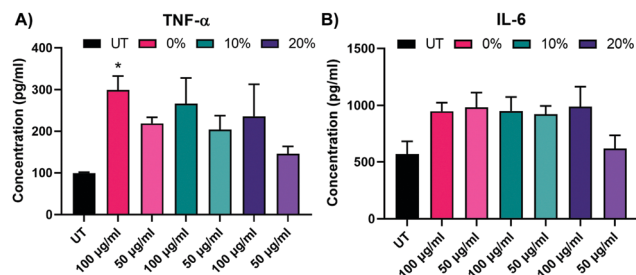 A) TNF-α
UT 0% 10% 20%
Concentration (pg/ml)
400
300
200
100
0
*
UT
100 µg/ml
50 µg/ml
100 µg/ml
50 µg/ml
100 µg/ml
50 µg/ml
B) IL-6
UT 0% 10% 20%
Concentration (pg/ml)
1500
1000
500
0
UT
100 µg/ml
50 µg/ml
100 µg/ml
50 µg/ml
100 µg/ml
50 µg/ml